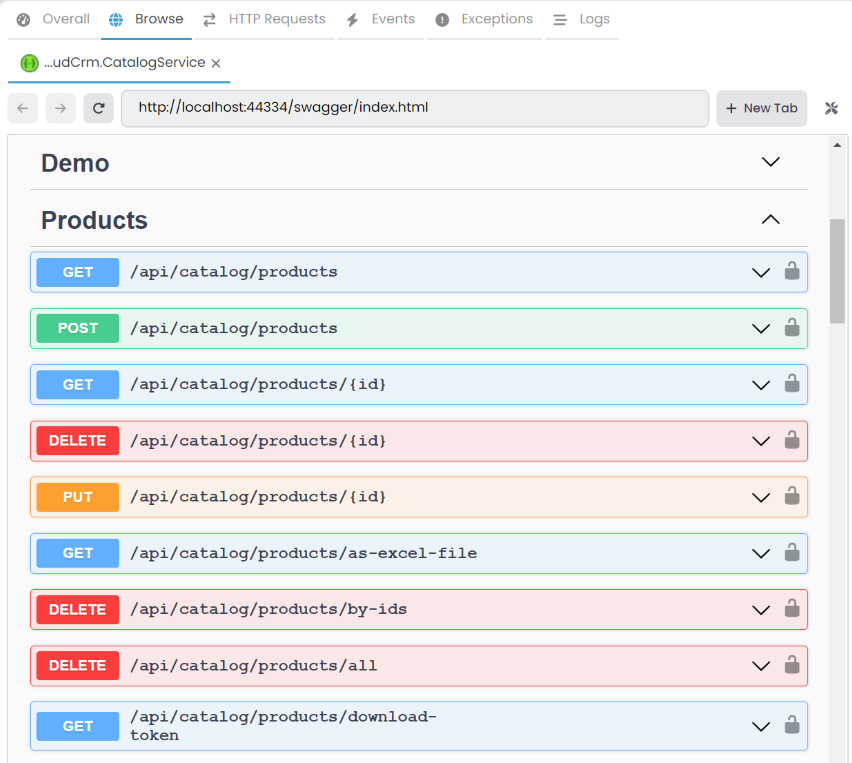 Overall Browse HTTP Requests Events Exceptions Logs
...udCrm.CatalogService
http://localhost:44334/swagger/index.html + New Tab
Demo
Products
GET /api/catalog/products
POST /api/catalog/products
GET /api/catalog/products/{id}
DELETE /api/catalog/products/{id}
PUT /api/catalog/products/{id}
GET /api/catalog/products/as-excel-file
DELETE /api/catalog/products/by-ids
DELETE /api/catalog/products/all
GET /api/catalog/products/download-
token